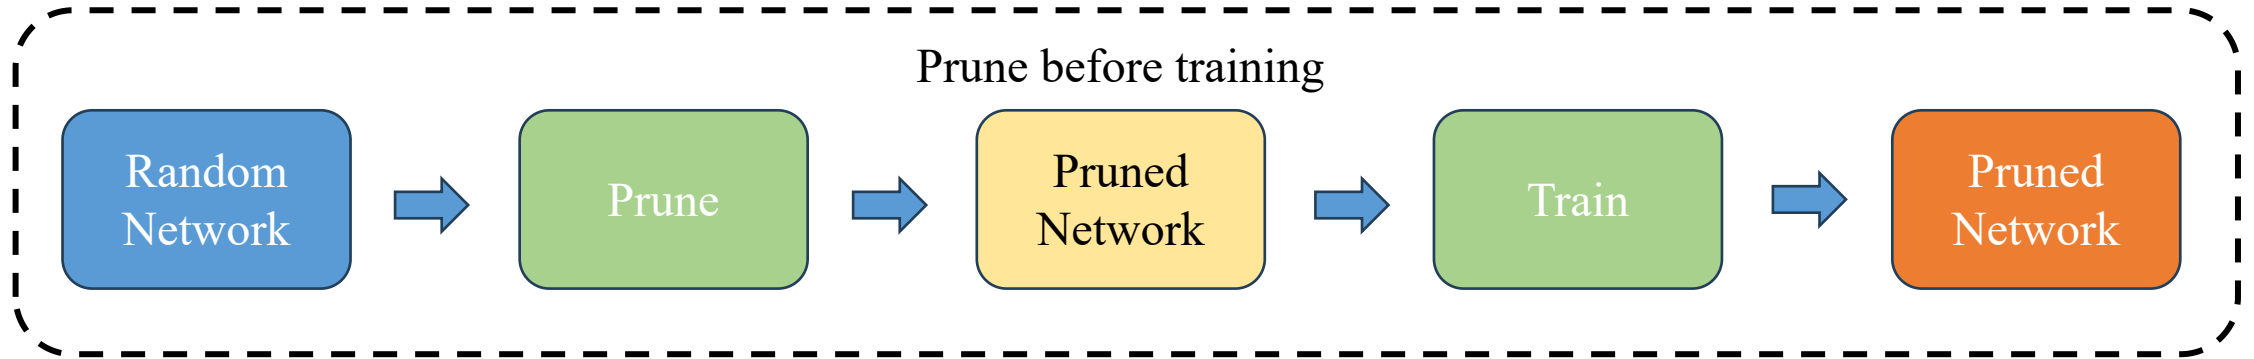 Prune before training
Random
Network
Prune
Pruned
Network
Train
Pruned
Network